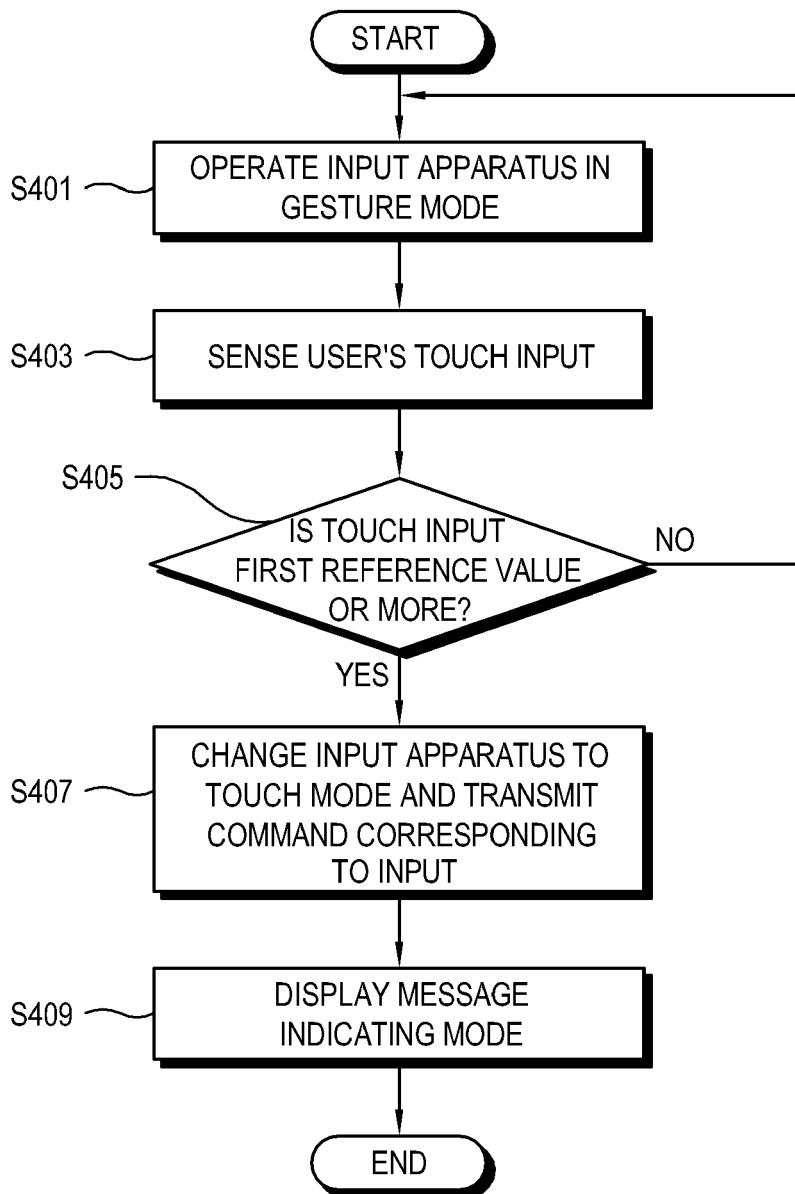 START
S401
OPERATE INPUT APPARATUS IN
GESTURE MODE
S403
SENSE USER'S TOUCH INPUT
S405
IS TOUCH INPUT
FIRST REFERENCE VALUE
OR MORE?
NO
YES
S407
CHANGE INPUT APPARATUS TO
TOUCH MODE AND TRANSMIT
COMMAND CORRESPONDING
TO INPUT
S409
DISPLAY MESSAGE
INDICATING MODE
END